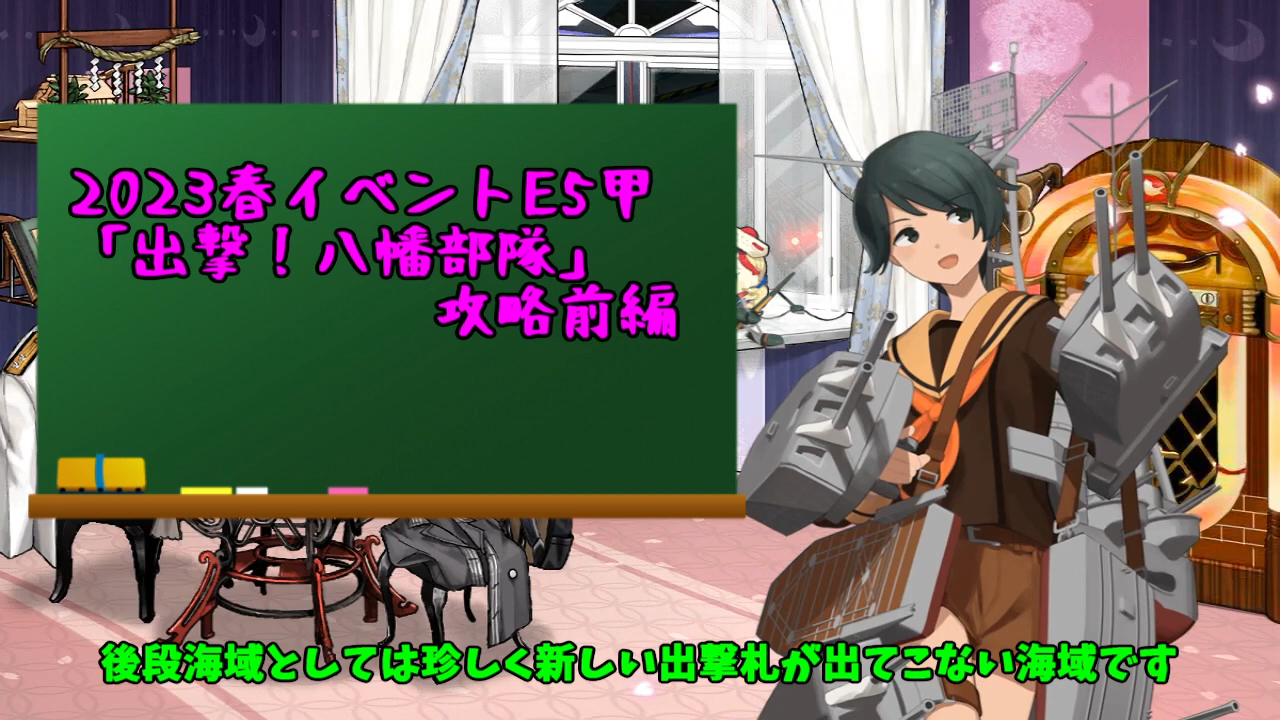 2023春イベントE5甲
「出撃！八幡部隊」
攻略前編
後段海域としては珍しく新しい出撃札が出てこない海域です